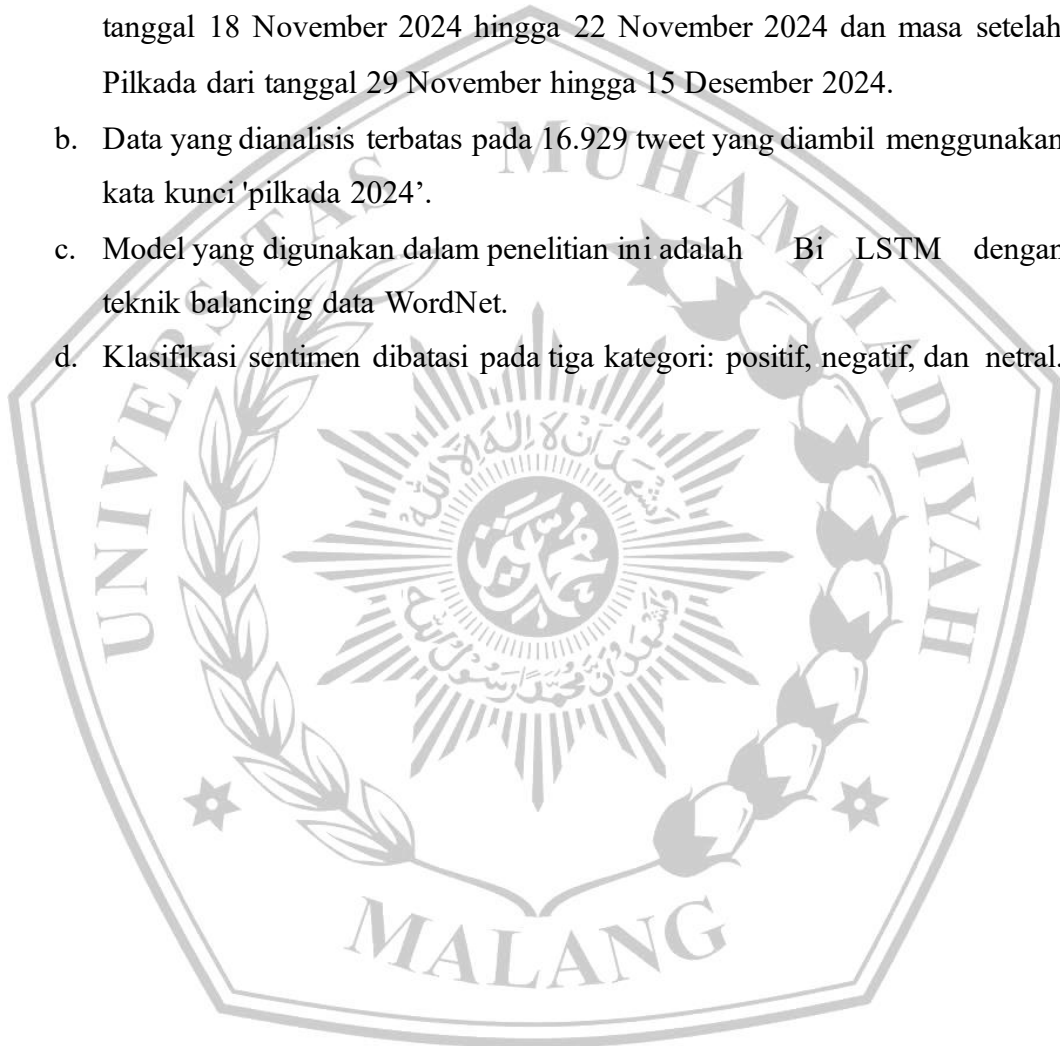 tanggal 18 November 2024 hingga 22 November 2024 dan masa setelah
Pilkada dari tanggal 29 November hingga 15 Desember 2024.
b. Data yang dianalisis terbatas pada 16.929 tweet yang diambil menggunakan
kata kunci 'pilkada 2024’.
c. Model yang digunakan dalam penelitian ini adalah Bi LSTM dengan
teknik balancing data WordNet.
d. Klasifikasi sentimen dibatasi pada tiga kategori: positif, negatif, dan netral.
UNIVERSITAS MUHAMMADIYAH
MALANG